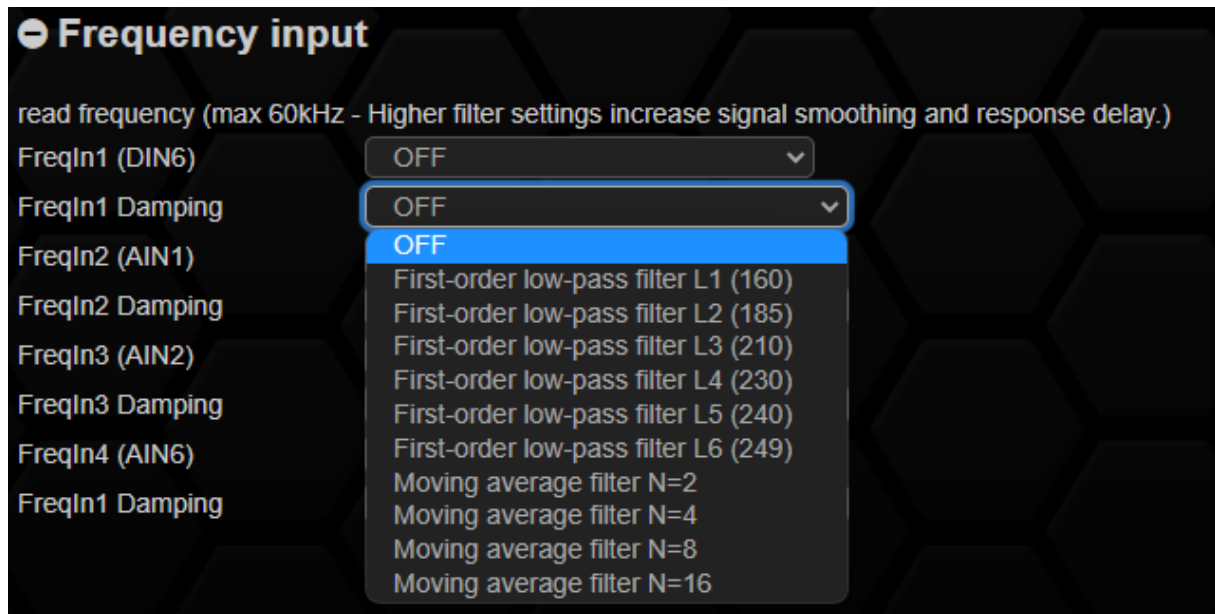 Frequency input
read frequency (max 60kHz - Higher filter settings increase signal smoothing and response delay.)
FreqIn1 (DIN6) OFF
FreqIn1 Damping OFF
OFF
First-order low-pass filter L1 (160)
First-order low-pass filter L2 (185)
First-order low-pass filter L3 (210)
First-order low-pass filter L4 (230)
First-order low-pass filter L5 (240)
First-order low-pass filter L6 (249)
Moving average filter N=2
Moving average filter N=4
Moving average filter N=8
Moving average filter N=16
FreqIn2 (AIN1)
FreqIn2 Damping
FreqIn3 (AIN2)
FreqIn3 Damping
FreqIn4 (AIN6)
FreqIn1 Damping